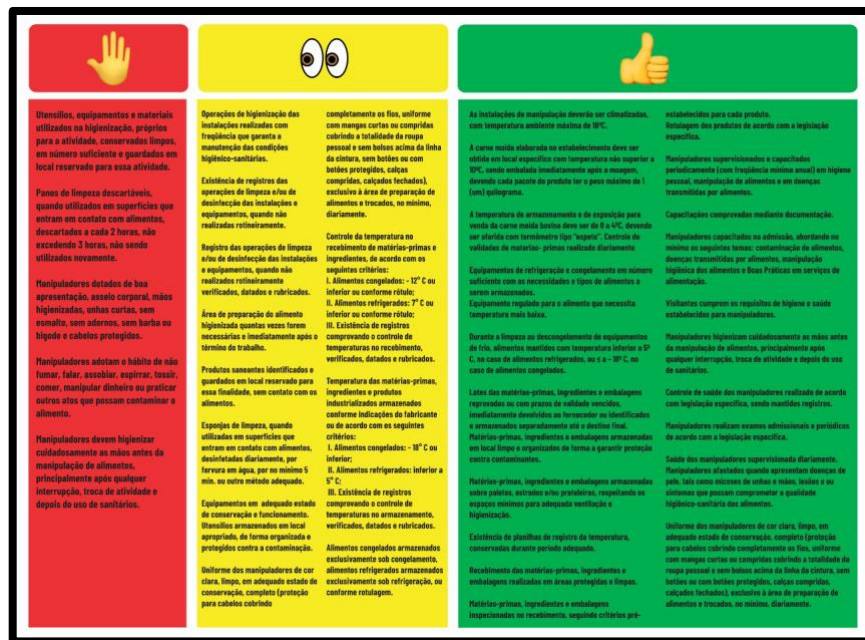 Utensílios, equipamentos e materiais
utilizados na higienização, próprios
para a atividade, conservados limpos,
em número suficiente e guardados em
local reservado para essa atividade.
Panos de limpeza descartáveis,
quando utilizados em superfícies que
entram em contato com alimentos,
descartados a cada 2 horas, não
excedendo 3 horas, não sendo
utilizados novamente.
Manipuladores dotados de boa
apresentação, asseio corporal, mãos
higienizadas, unhas curtas, sem
esmalte, sem adornos, sem barba ou
bigode e cabelos protegidos.
Manipuladores adotam o hábito de não
fumar, falar, assobiar, espirrar, tossir,
comer, manipular dinheiro ou praticar
outros atos que possam contaminar o
alimento.
Manipuladores devem higienizar
cuidadosamente as mãos antes da
manipulação de alimentos,
principalmente após qualquer
interrupção, troca de atividade e
depois do uso de sanitários.
Operações de higienização das
instalações realizadas com
freqüência que garanta a
manutenção das condições
higiênico-sanitárias.
Existência de registros das
operações de limpeza e/ou de
desinfecção das instalações e
equipamentos, quando não
realizados rotineiramente.
Registro das operações de limpeza
e/ou de desinfecção das instalações
e equipamentos, quando não
realizados rotineiramente
verificados, datados e rubricados.
Área de preparação do alimento
higienizada quantas vezes forem
necessárias e imediatamente após o
término do trabalho.
Produtos saneantes identificados e
guardados em local reservado para
essa finalidade, sem contato com os
alimentos.
Esponjas de limpeza, quando
utilizadas em superfícies que
entram em contato com alimentos,
desinfetadas diariamente, por
fervura em água, por no mínimo 5
min. ou outro método adequado.
Equipamentos em adequado estado
de conservação e funcionamento.
Utensílios armazenados em local
apropriado, de forma organizada e
protegidos contra a contaminação.
Uniforme dos manipuladores de cor
clara, limpo, em adequado estado de
conservação, completo (proteção
para cabelos cobrindo
completamente os fios, uniforme
com mangas curtas ou compridas
cobrindo a totalidade da roupa
pessoal e sem bolsos acima da linha
da cintura, sem botões ou com
botões protegidos, calças
compridas, calçados fechados),
exclusivo à área de preparação de
alimentos e trocados, no mínimo,
diariamente.
Controle da temperatura no
recebimento de matérias-primas e
ingredientes, de acordo com os
seguintes critérios:
I. Alimentos congelados: - 12° C ou
inferior ou conforme rótulo;
II. Alimentos refrigerados: 7° C ou
inferior ou conforme rótulo;
III. Existência de registros
comprovando o controle de
temperaturas no recebimento,
verificados, datados e rubricados.
Temperatura das matérias-primas,
ingredientes e produtos
industrializados armazenados
conforme indicações do fabricante
ou de acordo com os seguintes
critérios:
I. Alimentos congelados: - 18° C ou
inferior;
II. Alimentos refrigerados: inferior a
5° C;
III. Existência de registros
comprovando o controle de
temperaturas no armazenamento,
verificados, datados e rubricados.
Alimentos congelados armazenados
exclusivamente sob congelamento,
alimentos refrigerados armazenados
exclusivamente sob refrigeração, ou
conforme rotulagem.
As instalações de manipulação deverão ser climatizadas,
com temperatura ambiente máxima de 16ºC.
A carne moída elaborada no estabelecimento deve ser
obtida em local específico com temperatura não superior a
10ºC, sendo embalada imediatamente após a moagem,
devendo cada pacote do produto ter o peso máximo de 1
(um) quilograma.
A temperatura de armazenamento e de exposição para
venda da carne moída bovina deve ser de 0 a 4ºC, devendo
ser aferida com termômetro tipo "espeto". Controle de
validades de materias- primas realizado diariamente
Equipamentos de refrigeração e congelamento em número
suficiente com as necessidades e tipos de alimentos a
serem armazenados.
Equipamento regulado para o alimento que necessita
temperatura mais baixa.
Durante a limpeza ou descongelamento de equipamentos
de frio, alimentos mantidos com temperatura inferior a 5º
C, no caso de alimentos refrigerados, ou ≤ a - 18º C, no
caso de alimentos congelados.
Lotes das matérias-primas, ingredientes e embalagens
reprovados ou com prazos de validade vencidos,
imediatamente devolvidos ao fornecedor ou identificados
e armazenados separadamente até o destino final.
Matérias-primas, ingredientes e embalagens armazenadas
em local limpo e organizados de forma a garantir proteção
contra contaminantes.
Matérias-primas, ingredientes e embalagens armazenadas
sobre paletes, estrados e/ou prateleiras, respeitando os
espaços mínimos para adequada ventilação e
higienização.
Existência de planilhas de registro da temperatura,
conservadas durante período adequado.
Recebimento das matérias-primas, ingredientes e
embalagens realizadas em áreas protegidas e limpas.
Matérias-primas, ingredientes e embalagens
inspecionados no recebimento, seguindo critérios pré-
estabelecidos para cada produto.
Rotulagem dos produtos de acordo com a legislação
específica.
Manipuladores supervisionados e capacitados
periodicamente (com freqüência mínima anual) em higiene
pessoal, manipulação de alimentos e em doenças
transmitidas por alimentos.
Capacitações comprovadas mediante documentação.
Manipuladores capacitados na admissão, abordando no
mínimo os seguintes temas: contaminação de alimentos,
doenças transmitidas por alimentos, manipulação
higiênica dos alimentos e Boas Práticas em serviços de
alimentação.
Visitantes cumprem os requisitos de higiene e saúde
estabelecidos para manipuladores.
Manipuladores higienizam cuidadosamente as mãos antes
da manipulação de alimentos, principalmente após
qualquer interrupção, troca de atividade e depois do uso
de sanitários.
Controle de saúde dos manipuladores realizado de acordo
com legislação específica, sendo mantidos registros.
Manipuladores realizam exames admissionais e periódicos
de acordo com a legislação específica.
Saúde dos manipuladores supervisionada diariamente.
Manipuladores afastados quando apresentam doenças de
pele, tais como micoses de unhas e mãos, lesões e ou
sintomas que possam comprometer a qualidade
higiênico-sanitária dos alimentos.
Uniforme dos manipuladores de cor clara, limpo, em
adequado estado de conservação, completo (proteção
para cabelos cobrindo completamente os fios, uniforme
com mangas curtas ou compridas cobrindo a totalidade da
roupa pessoal e sem bolsos acima da linha da cintura, sem
botões ou com botões protegidos, calças compridas,
calçados fechados), exclusivo à área de preparação de
alimentos e trocados, no mínimo, diariamente.